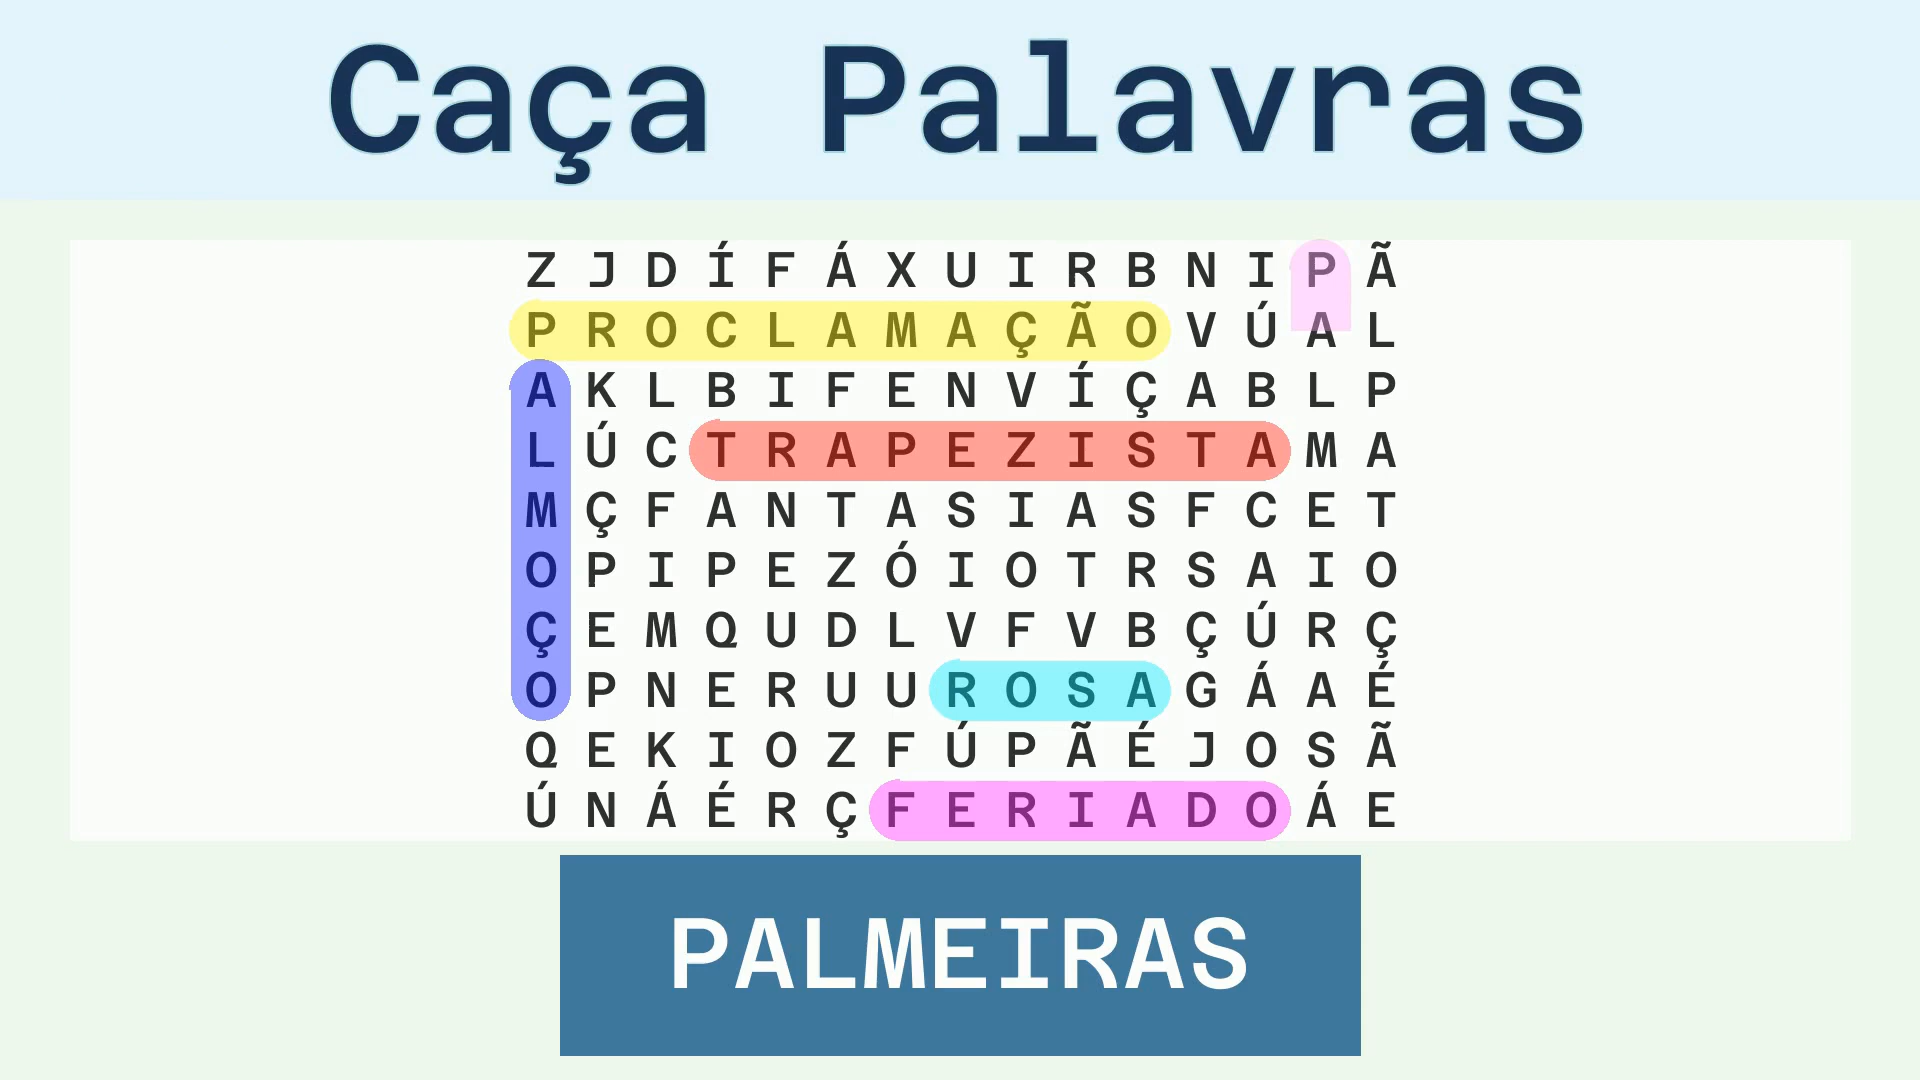 Caça Palavras
Z J D Í F Á X U I R B N I P Ã
P R O C L A M A Ç Ã O V Ú A L
A K L B I F E N V Í Ç A B L P
L Ú C T R A P E Z I S T A M A
M Ç F A N T A S I A S F C E T
O P I P E Z Ó I O T R S A I O
Ç E M Q U D L V F V B Ç Ú R Ç
O P N E R U U R O S A G Á A É
Q E K I O Z F Ú P Ã É J O S Ã
Ú N Á É R Ç F E R I A D O Á E
PALMEIRAS